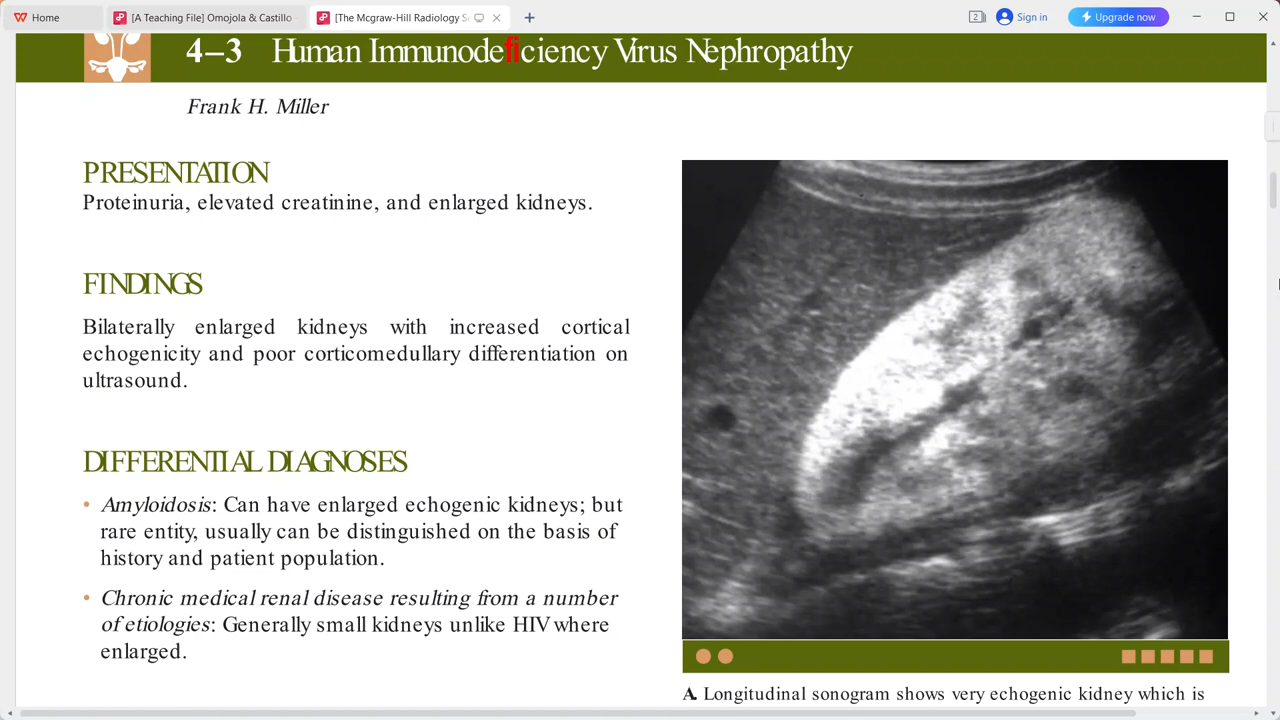 Home
[A Teaching File] Omojola & Castillo
[The Mcgraw-Hill Radiology S
2
Sign in
Upgrade now
4–3 Human Immunodeficiency Virus Nephropathy
Frank H. Miller
PRESENTATION
Proteinuria, elevated creatinine, and enlarged kidneys.
FINDINGS
Bilaterally enlarged kidneys with increased cortical
echogenicity and poor corticomedullary differentiation on
ultrasound.
DIFFERENTIAL DIAGNOSES
• Amyloidosis: Can have enlarged echogenic kidneys; but
rare entity, usually can be distinguished on the basis of
history and patient population.
• Chronic medical renal disease resulting from a number
of etiologies: Generally small kidneys unlike HIV where
enlarged.
A. Longitudinal sonogram shows very echogenic kidney which is